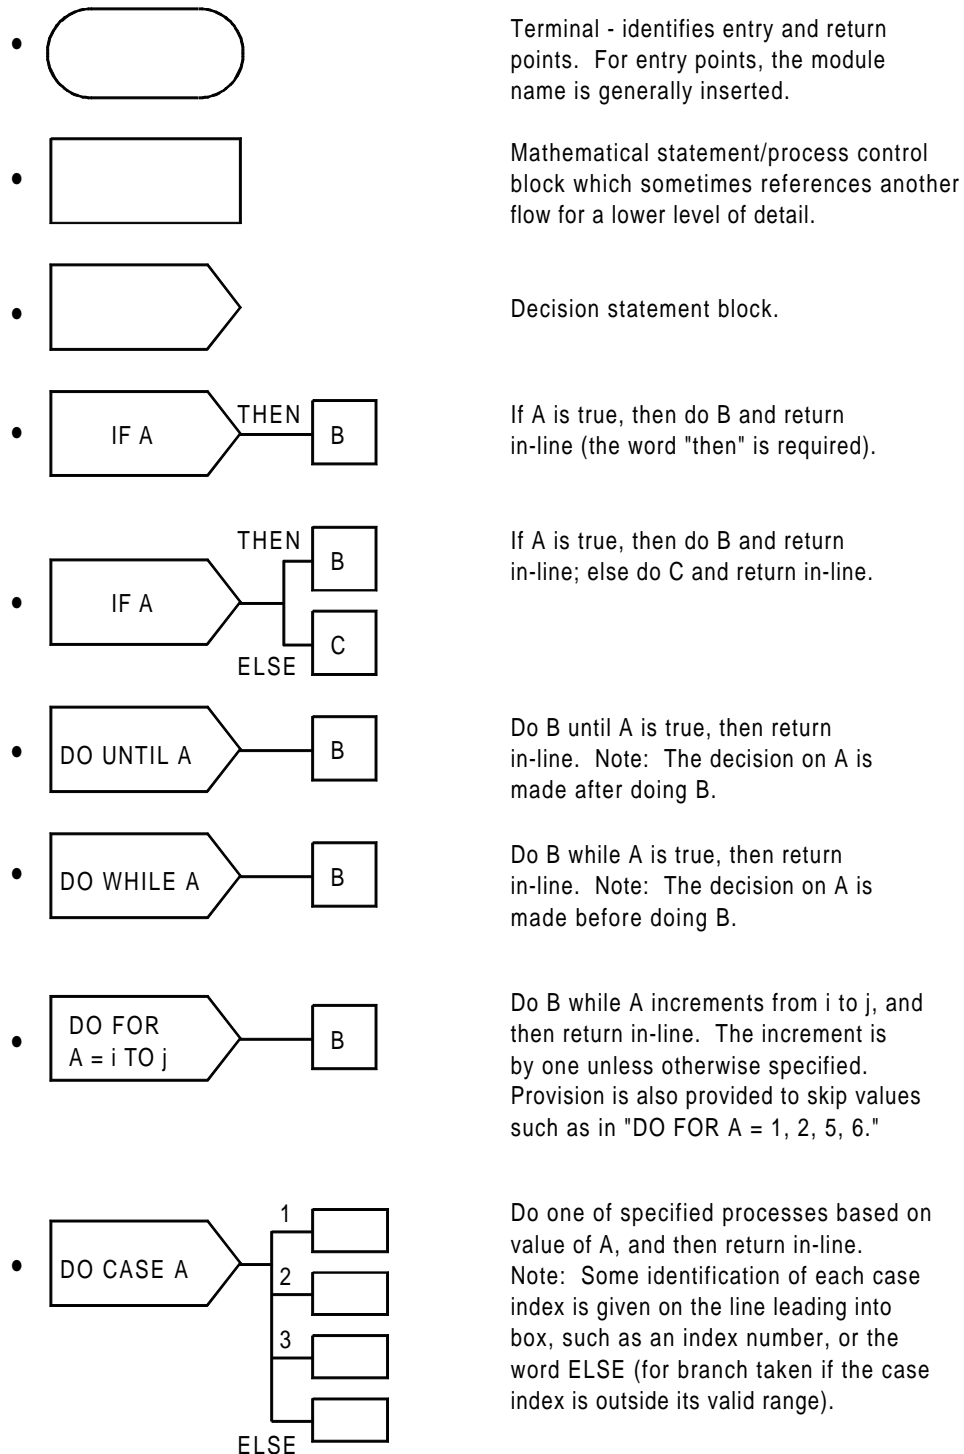 Terminal - identifies entry and return
points. For entry points, the module
name is generally inserted.
Mathematical statement/process control
block which sometimes references another
flow for a lower level of detail.
Decision statement block.
IF A
THEN
B
If A is true, then do B and return
in-line (the word "then" is required).
IF A
THEN
B
C
ELSE
If A is true, then do B and return
in-line; else do C and return in-line.
DO UNTIL A
B
Do B until A is true, then return
in-line. Note: The decision on A is
made after doing B.
DO WHILE A
B
Do B while A is true, then return
in-line. Note: The decision on A is
made before doing B.
DO FOR
A = i TO j
B
Do B while A increments from i to j, and
then return in-line. The increment is
by one unless otherwise specified.
Provision is also provided to skip values
such as in "DO FOR A = 1, 2, 5, 6."
DO CASE A
1
2
3
ELSE
Do one of specified processes based on
value of A, and then return in-line.
Note: Some identification of each case
index is given on the line leading into
box, such as an index number, or the
word ELSE (for branch taken if the case
index is outside its valid range).